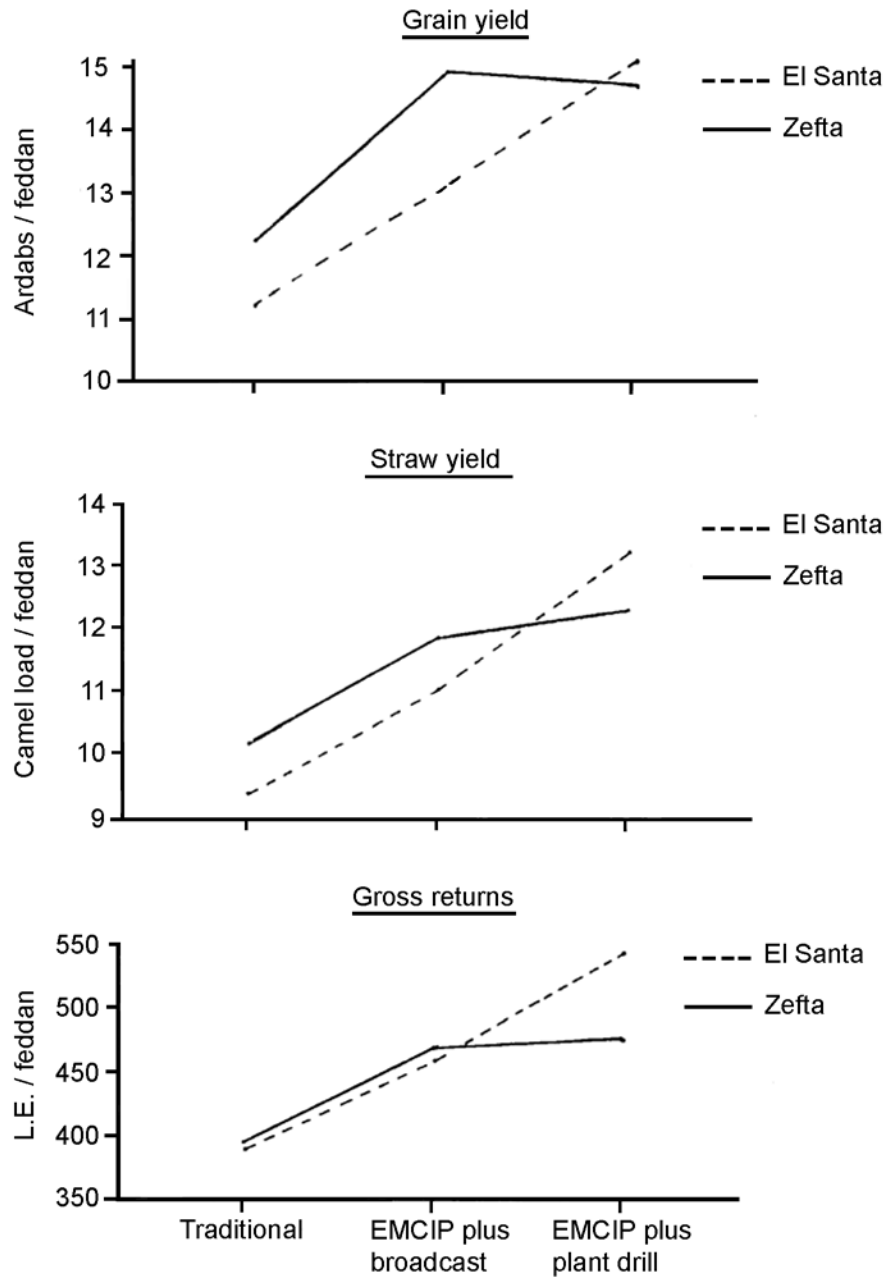 Grain yield
15
14
13
12
11
10
Ardabs / feddan
El Santa
Zefta
Straw yield
14
13
12
11
10
9
Camel load / feddan
El Santa
Zefta
Gross returns
550
500
450
400
350
L.E. / feddan
El Santa
Zefta
Traditional
EMCIP plus
broadcast
EMCIP plus
plant drill